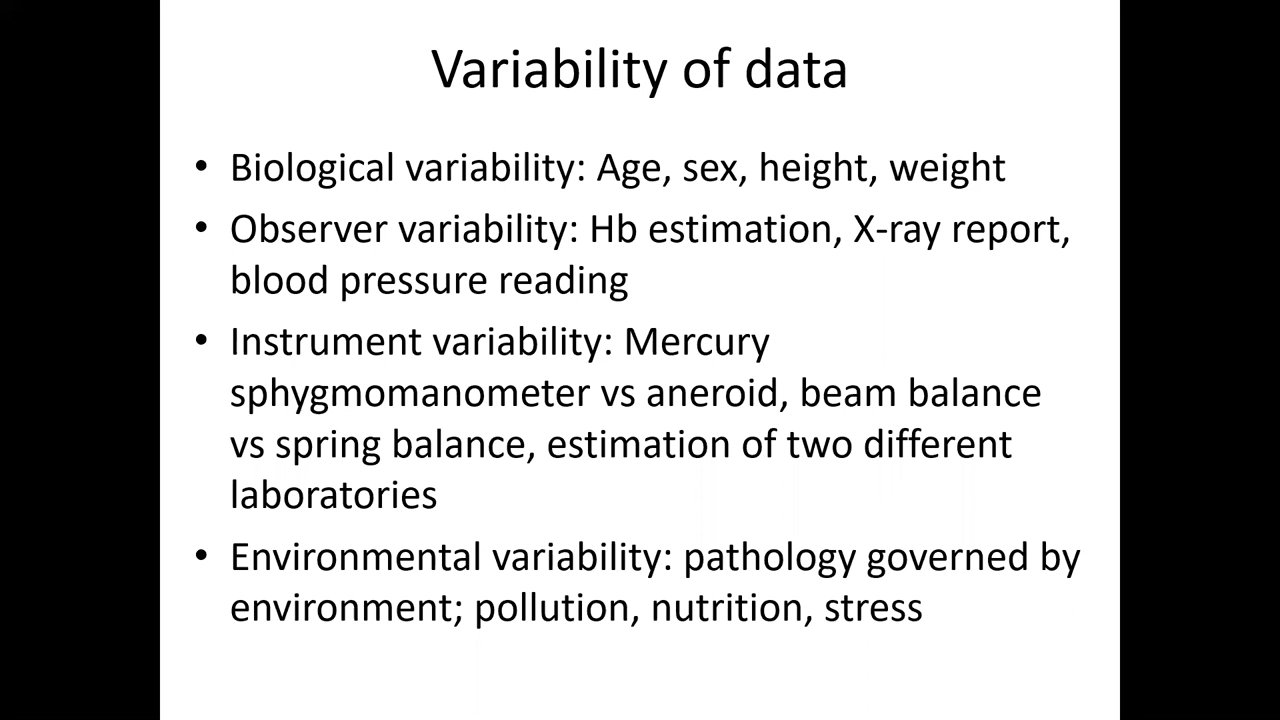 Variability of data
• Biological variability: Age, sex, height, weight
• Observer variability: Hb estimation, X-ray report,
blood pressure reading
• Instrument variability: Mercury
sphygmomanometer vs aneroid, beam balance
vs spring balance, estimation of two different
laboratories
• Environmental variability: pathology governed by
environment; pollution, nutrition, stress